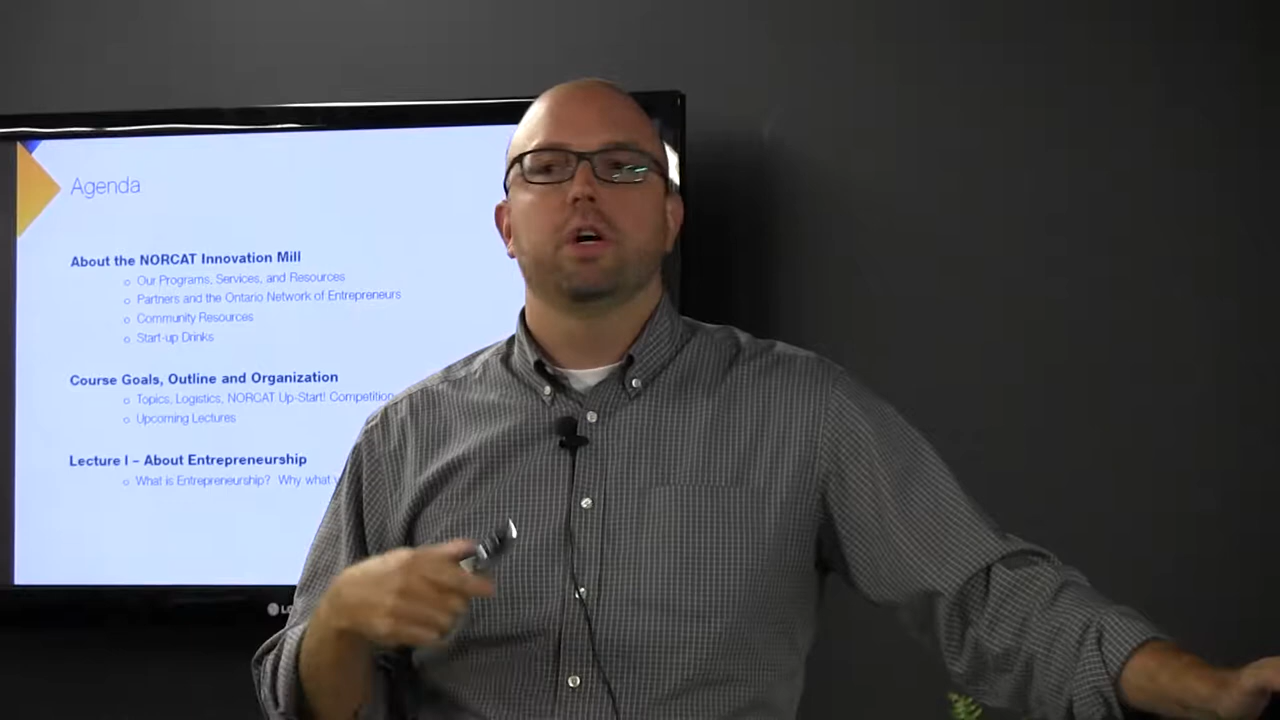 Agenda
About the NORCAT Innovation Mill
Our Programs, Services, and Resources
Partners and the Ontario Network of Entrepreneurs
Community Resources
Start-up Drinks
Course Goals, Outline and Organization
Topics, Logistics, NORCAT Up-Start! Competition
Upcoming Lectures
Lecture I – About Entrepreneurship
What is Entrepreneurship? Why what
LG